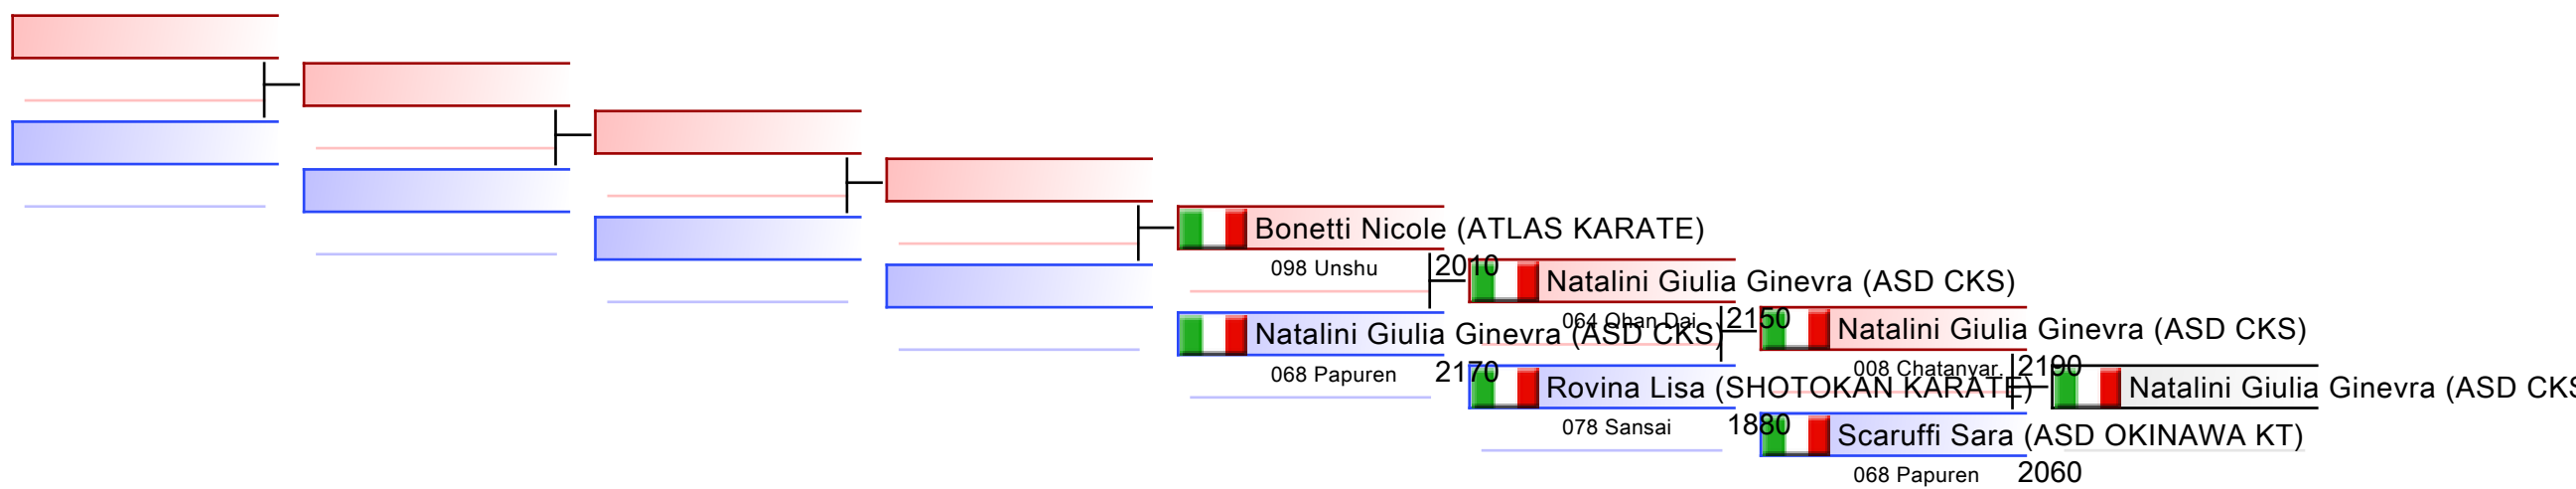 Bonetti Nicole (ATLAS KARATE)
098 Unshu 2010
Natalini Giulia Ginevra (ASD CKS)
068 Papuren 2170
Natalini Giulia Ginevra (ASD CKS)
064 Ohan Dai 2150
Rovina Lisa (SHOTOKAN KARATE)
078 Sansai 1880
Natalini Giulia Ginevra (ASD CKS)
008 Chatanyar. 2190
Scaruffi Sara (ASD OKINAWA KT)
068 Papuren 2060
Natalini Giulia Ginevra (ASD CKS